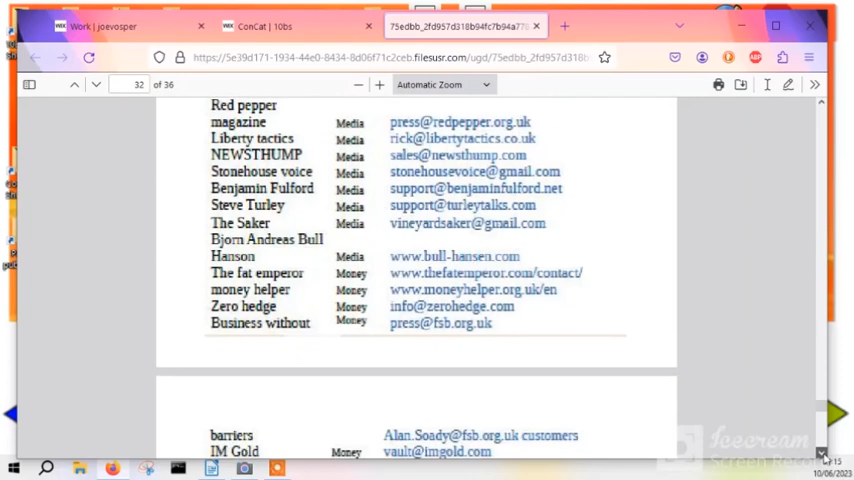 Work | joevosper
ConCat | 10bs
75edbb_2fd957d318b94fc7b94a778
https://5e39d171-1934-44e0-8434-8d06f71c2ceb.filesusr.com/ugd/75edbb_2fd957d318b
32 of 36
Automatic Zoom
Red pepper
magazine Media press@redpepper.org.uk
Liberty tactics Media rick@libertytactics.co.uk
NEWSTHUMP Media sales@newsthump.com
Stonehouse voice Media stonehousevoice@gmail.com
Benjamin Fulford Media support@benjaminfulford.net
Steve Turley Media support@turleytalks.com
The Saker Media vineyardsaker@gmail.com
Bjorn Andreas Bull
Hanson Media www.bull-hansen.com
The fat emperor Money www.thefatemperor.com/contact/
money helper Money www.moneyhelper.org.uk/en
Zero hedge Money info@zerohedge.com
Business without Money press@fsb.org.uk
barriers Alan.Soady@fsb.org.uk customers
IM Gold Money vault@imgold.com
Icecream
Screen Recorder
10/06/2023